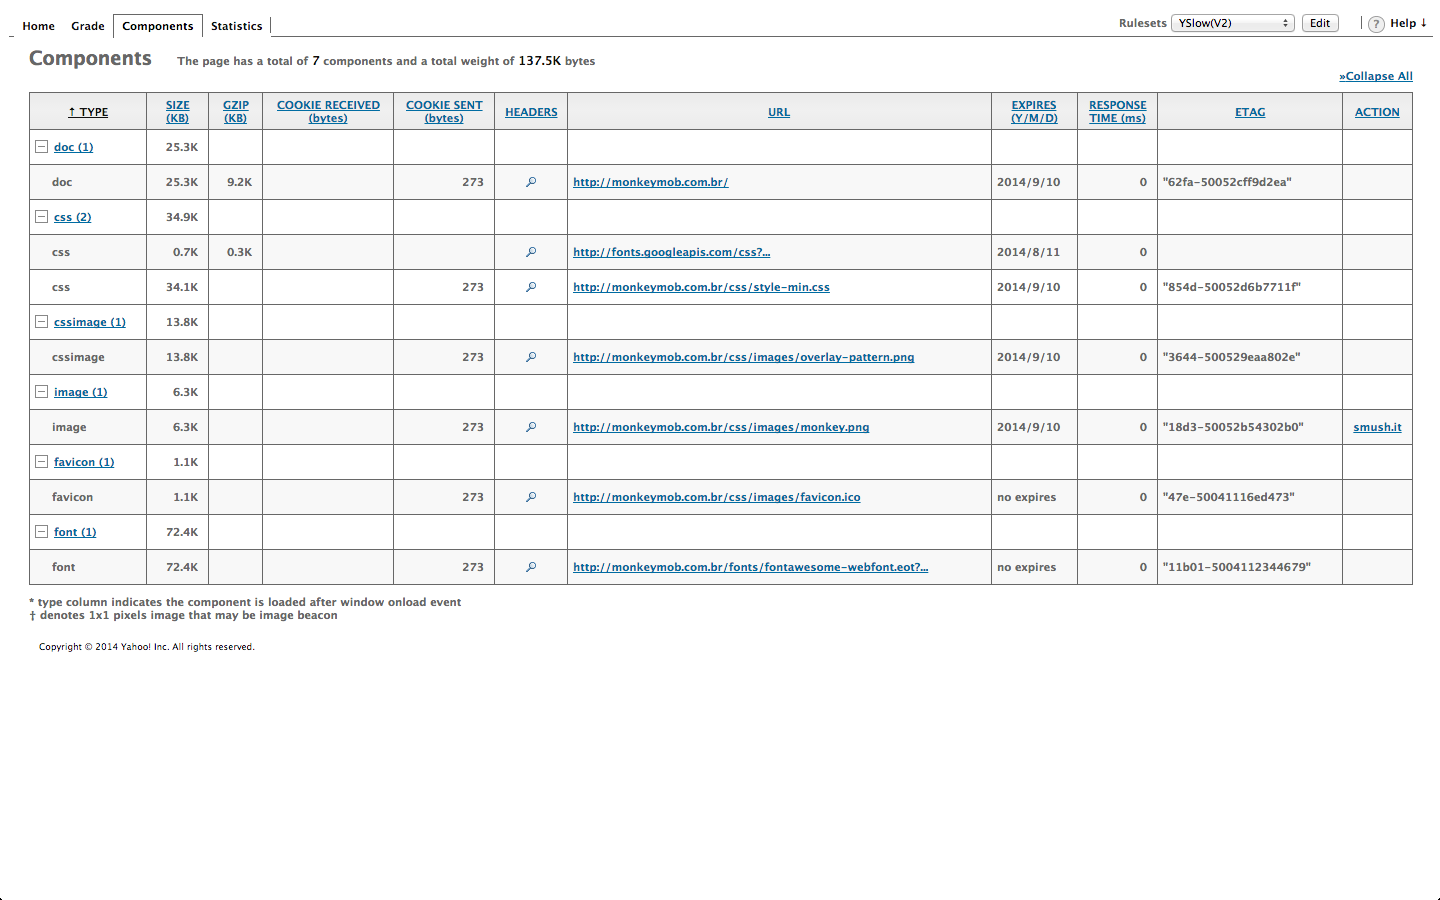 Home Grade Components Statistics Rulesets YSlow(V2) Edit ? Help ↓
Components The page has a total of 7 components and a total weight of 137.5K bytes
»Collapse All
↑ TYPE SIZE (KB) GZIP (KB) COOKIE RECEIVED (bytes) COOKIE SENT (bytes) HEADERS URL EXPIRES (Y/M/D) RESPONSE TIME (ms) ETAG ACTION
doc (1) 25.3K
doc 25.3K 9.2K 273 http://monkeymob.com.br/ 2014/9/10 0 "62fa-50052cff9d2ea"
css (2) 34.9K
css 0.7K 0.3K http://fonts.googleapis.com/css?... 2014/8/11 0
css 34.1K 273 http://monkeymob.com.br/css/style-min.css 2014/9/10 0 "854d-50052d6b7711f"
cssimage (1) 13.8K
cssimage 13.8K 273 http://monkeymob.com.br/css/images/overlay-pattern.png 2014/9/10 0 "3644-500529eaa802e"
image (1) 6.3K
image 6.3K 273 http://monkeymob.com.br/css/images/monkey.png 2014/9/10 0 "18d3-50052b54302b0" smush.it
favicon (1) 1.1K
favicon 1.1K 273 http://monkeymob.com.br/css/images/favicon.ico no expires 0 "47e-50041116ed473"
font (1) 72.4K
font 72.4K 273 http://monkeymob.com.br/fonts/fontawesome-webfont.eot?... no expires 0 "11b01-5004112344679"
* type column indicates the component is loaded after window onload event
† denotes 1x1 pixels image that may be image beacon
Copyright © 2014 Yahoo! Inc. All rights reserved.